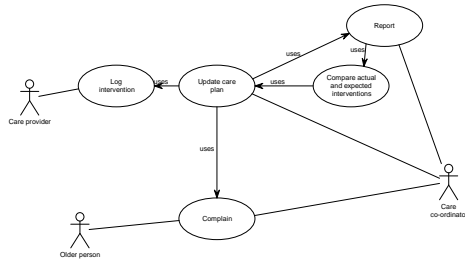 Report
uses
uses
Log
intervention
uses
Update care
plan
uses
Compare actual
and expected
interventions
Care provider
uses
Care
co-ordinator
Complain
Older person